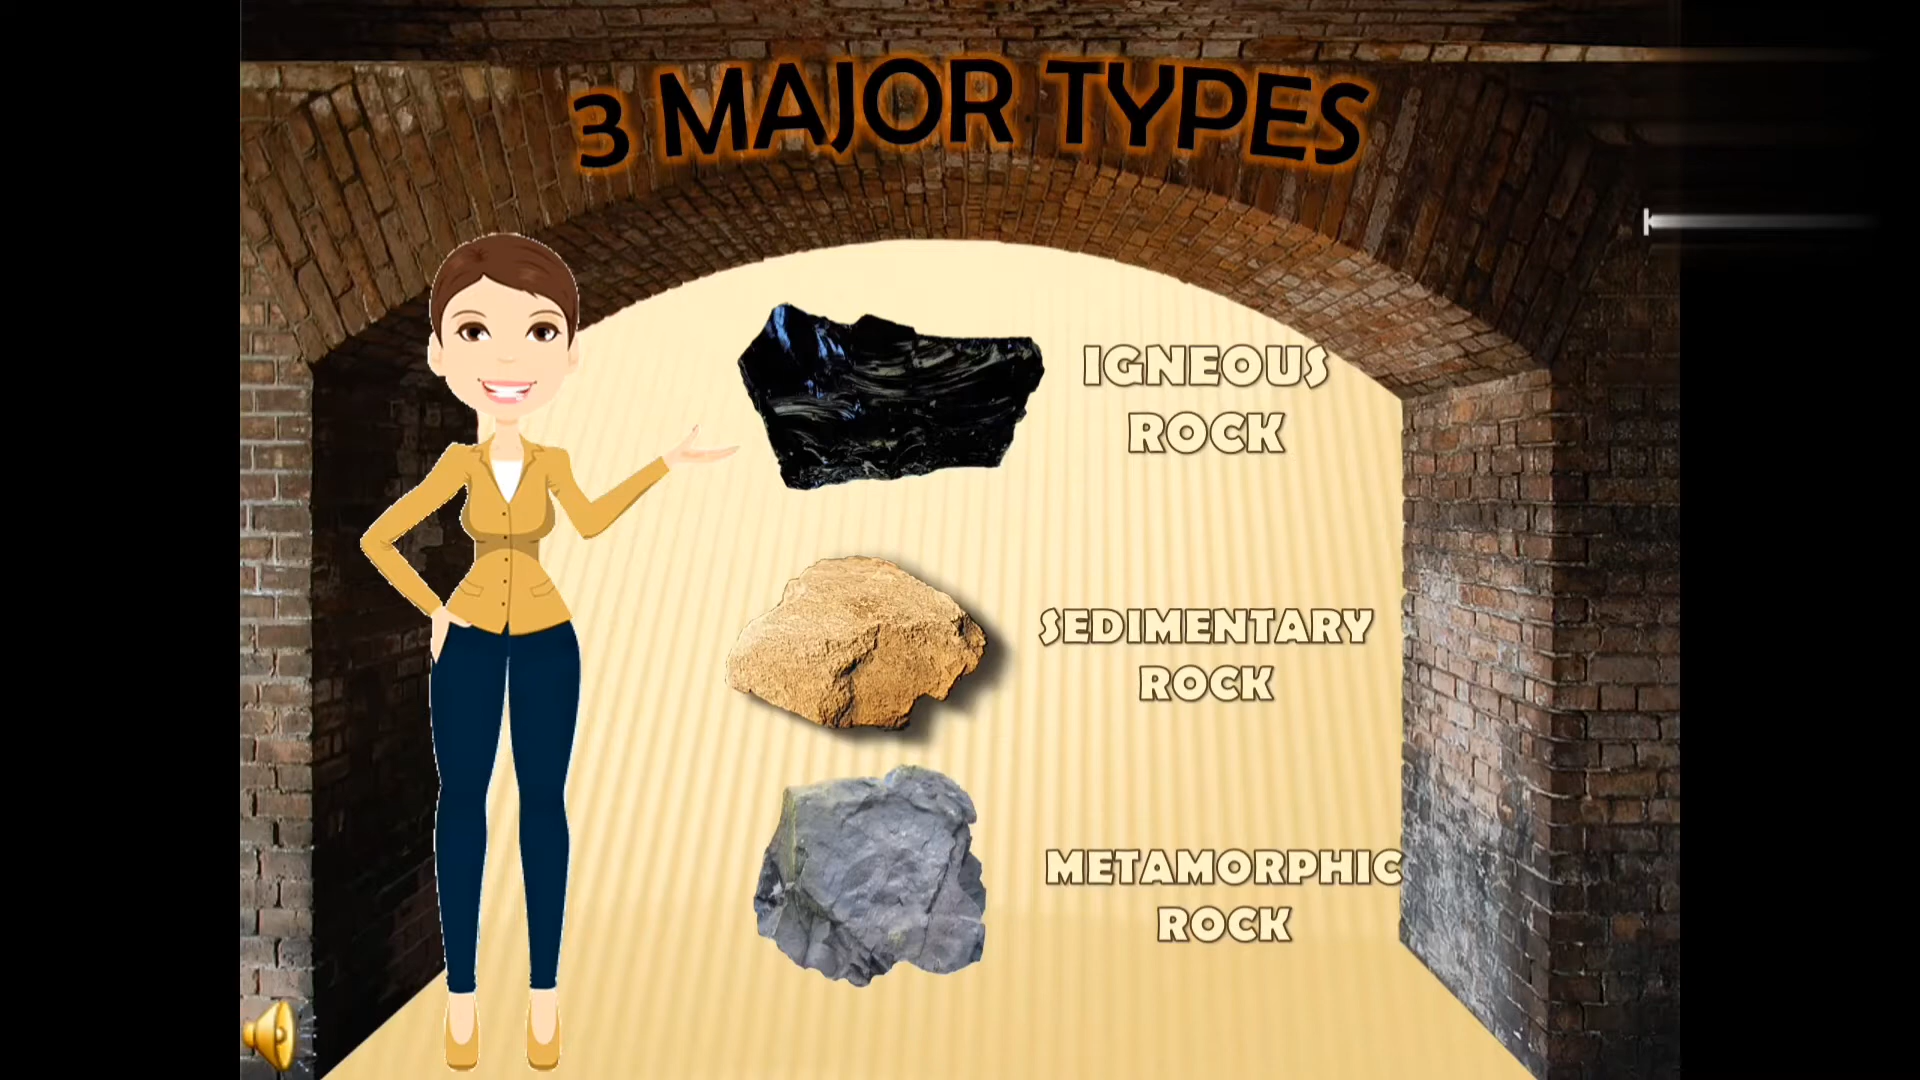 3 MAJOR TYPES
IGNEOUS
ROCK
SEDIMENTARY
ROCK
METAMORPHIC
ROCK